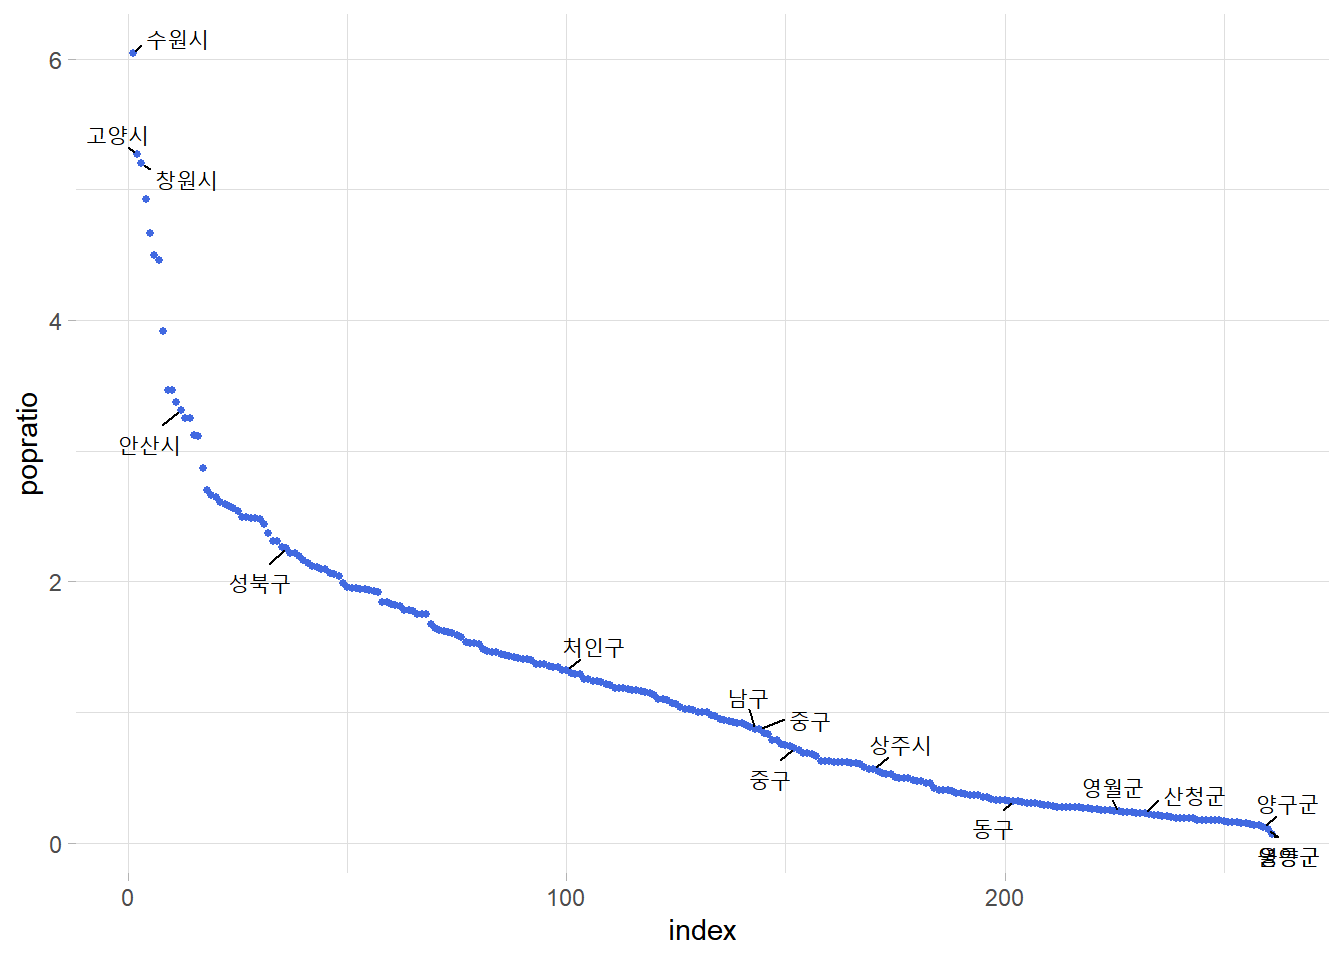 수원시
6
고양시
창원시
4
안산시
popratio
성북구
2
처인구
남구
중구
상주시
중구
영월군
산청군
양구군
동구
0
0
100
200
index